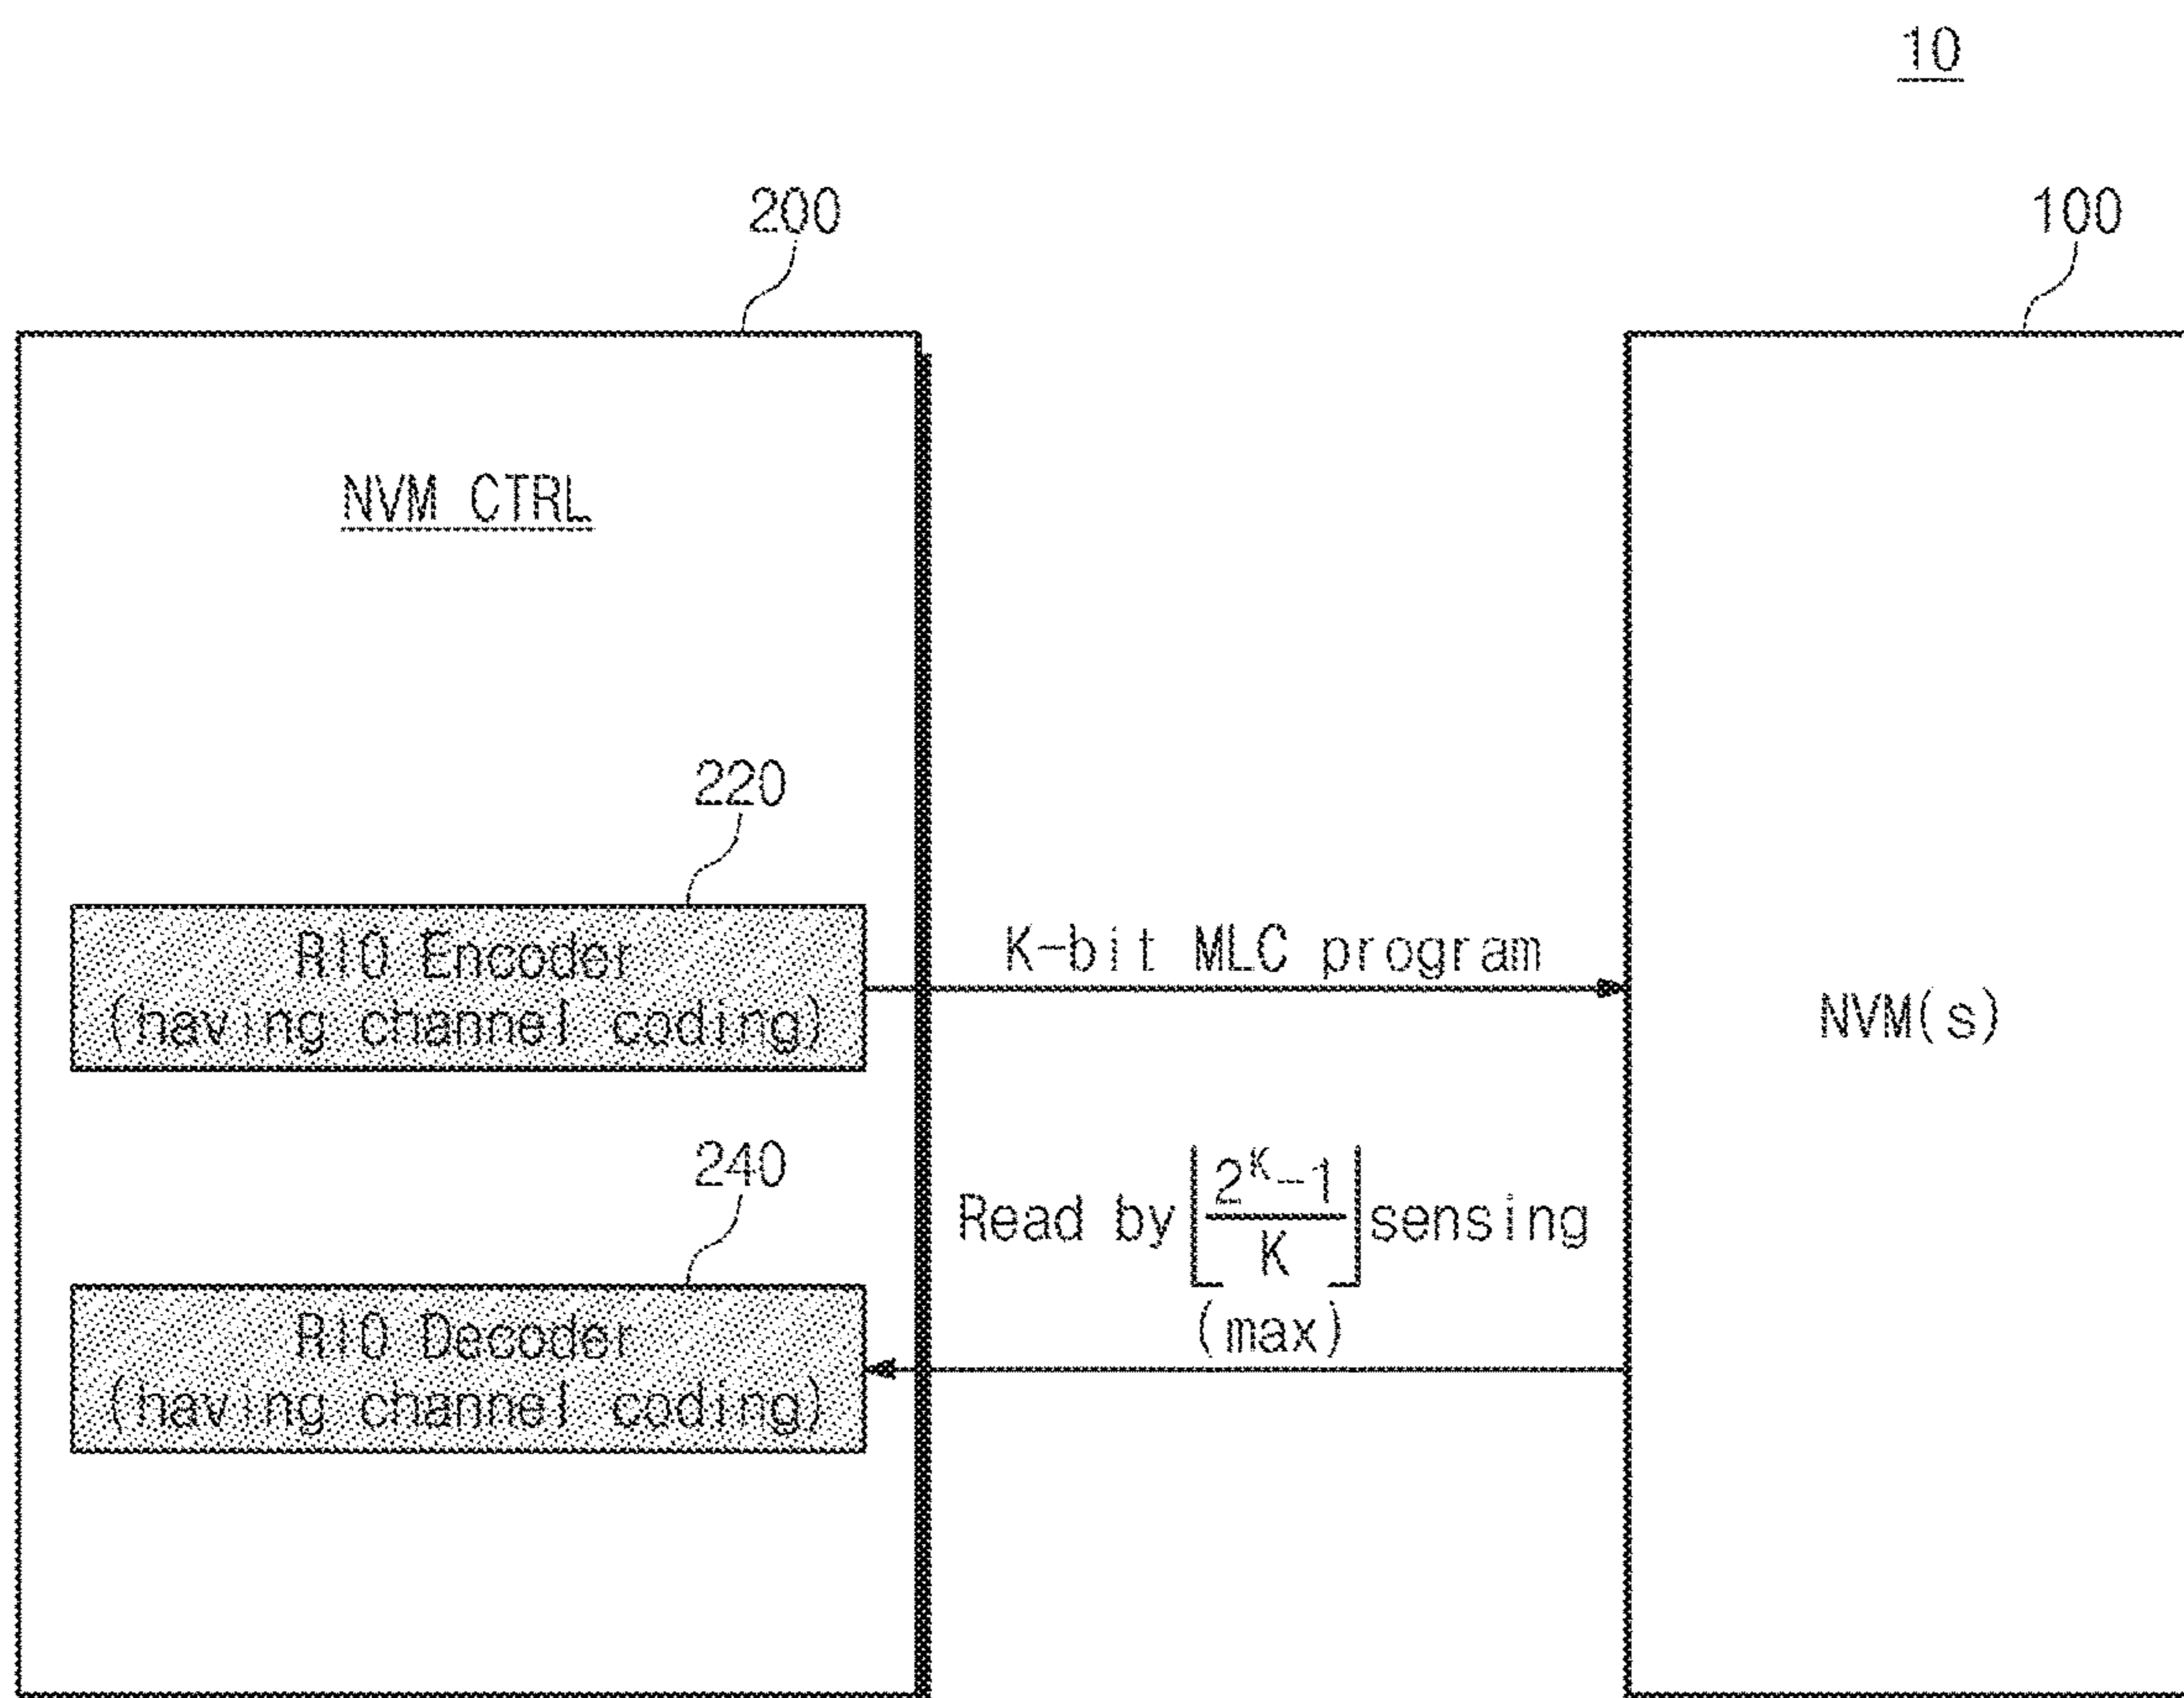 10
200
100
NVM CTRL
220
RIO Encoder
(having channel coding)
K-bit MLC program
NVM(s)
240
Read by ⌊(2^K-1)/K⌋ sensing
(max)
RIO Decoder
(having channel coding)